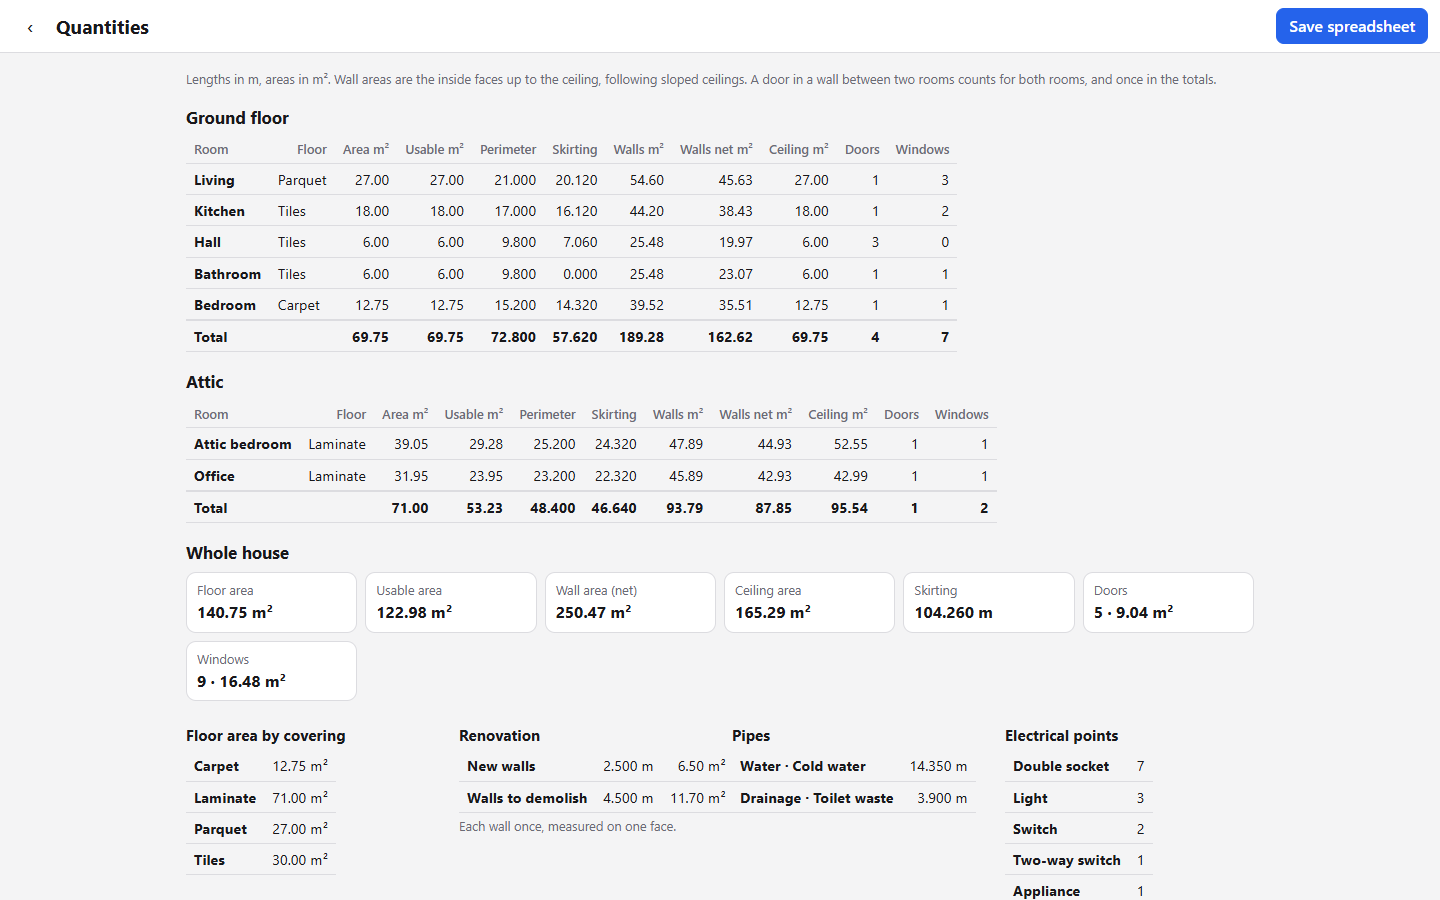 ‹ Quantities Save spreadsheet
Lengths in m, areas in m². Wall areas are the inside faces up to the ceiling, following sloped ceilings. A door in a wall between two rooms counts for both rooms, and once in the totals.
Ground floor
Room Floor Area m² Usable m² Perimeter Skirting Walls m² Walls net m² Ceiling m² Doors Windows
Living Parquet 27.00 27.00 21.000 20.120 54.60 45.63 27.00 1 3
Kitchen Tiles 18.00 18.00 17.000 16.120 44.20 38.43 18.00 1 2
Hall Tiles 6.00 6.00 9.800 7.060 25.48 19.97 6.00 3 0
Bathroom Tiles 6.00 6.00 9.800 0.000 25.48 23.07 6.00 1 1
Bedroom Carpet 12.75 12.75 15.200 14.320 39.52 35.51 12.75 1 1
Total 69.75 69.75 72.800 57.620 189.28 162.62 69.75 4 7
Attic
Room Floor Area m² Usable m² Perimeter Skirting Walls m² Walls net m² Ceiling m² Doors Windows
Attic bedroom Laminate 39.05 29.28 25.200 24.320 47.89 44.93 52.55 1 1
Office Laminate 31.95 23.95 23.200 22.320 45.89 42.93 42.99 1 1
Total 71.00 53.23 48.400 46.640 93.79 87.85 95.54 1 2
Whole house
Floor area Usable area Wall area (net) Ceiling area Skirting Doors
140.75 m² 122.98 m² 250.47 m² 165.29 m² 104.260 m 5 · 9.04 m²
Windows
9 · 16.48 m²
Floor area by covering
Carpet 12.75 m²
Laminate 71.00 m²
Parquet 27.00 m²
Tiles 30.00 m²
Renovation
New walls 2.500 m 6.50 m²
Walls to demolish 4.500 m 11.70 m²
Each wall once, measured on one face.
Pipes
Water · Cold water 14.350 m
Drainage · Toilet waste 3.900 m
Electrical points
Double socket 7
Light 3
Switch 2
Two-way switch 1
Appliance 1